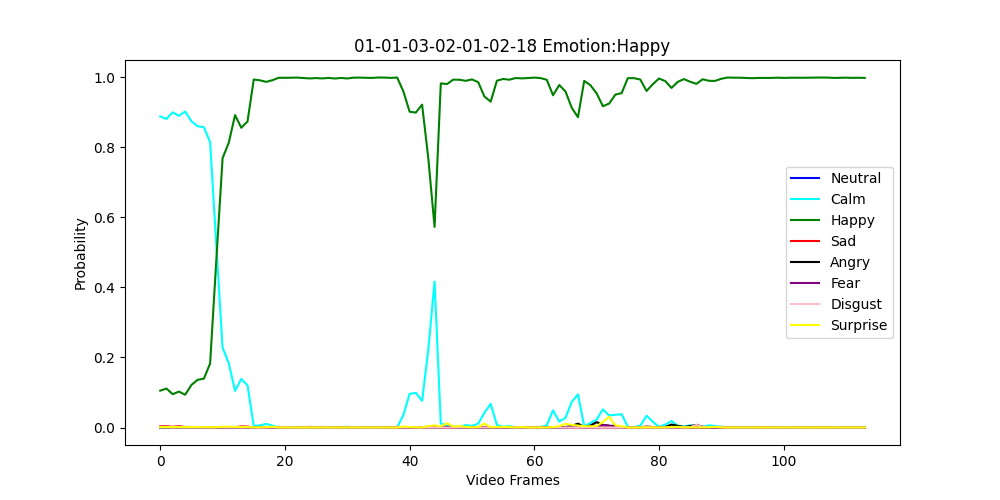 01-01-03-02-01-02-18 Emotion:Happy
1.0
0.8
0.6
0.4
0.2
0.0
Probability
0
20
40
60
80
100
Video Frames
Neutral
Calm
Happy
Sad
Angry
Fear
Disgust
Surprise